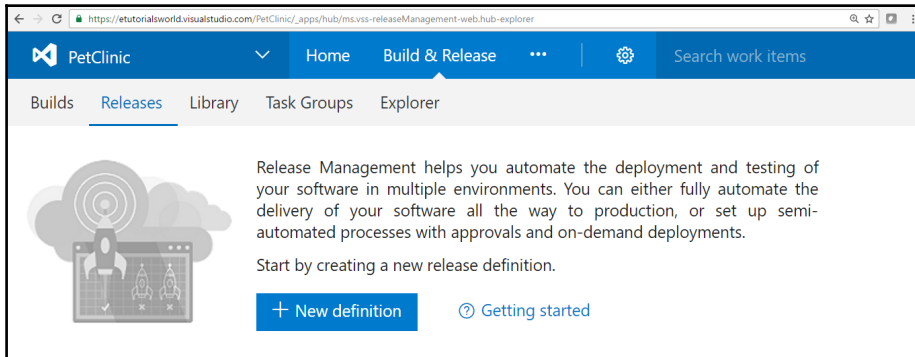 https://etutorialsworld.visualstudio.com/PetClinic/_apps/hub/ms.vss-releaseManagement-web.hub-explorer
PetClinic Home Build & Release ••• Search work items
Builds Releases Library Task Groups Explorer
Release Management helps you automate the deployment and testing of
your software in multiple environments. You can either fully automate the
delivery of your software all the way to production, or set up semi-
automated processes with approvals and on-demand deployments.
Start by creating a new release definition.
+ New definition Getting started